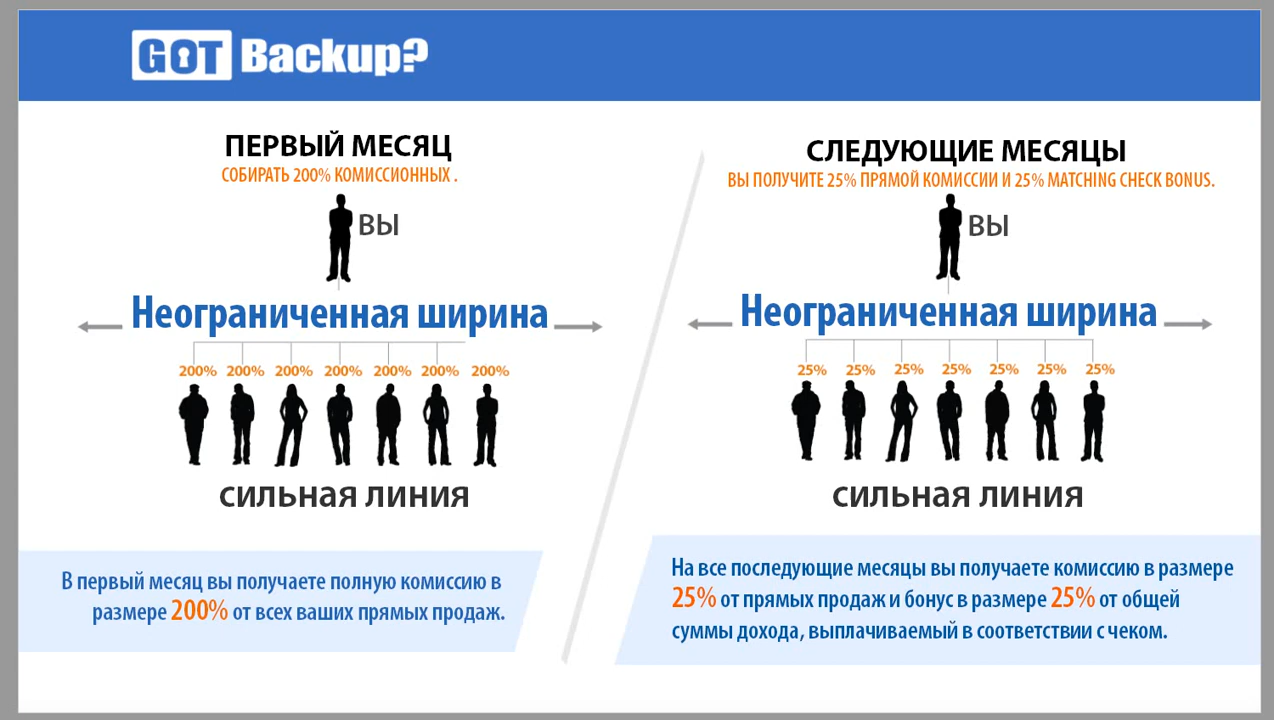 GOT Backup?
ПЕРВЫЙ МЕСЯЦ
СОБИРАТЬ 200% КОМИССИОННЫХ .
ВЫ
Неограниченная ширина
200% 200% 200% 200% 200% 200% 200%
сильная линия
В первый месяц вы получаете полную комиссию в
размере 200% от всех ваших прямых продаж.
СЛЕДУЮЩИЕ МЕСЯЦЫ
ВЫ ПОЛУЧИТЕ 25% ПРЯМОЙ КОМИССИИ И 25% MATCHING CHECK BONUS.
ВЫ
Неограниченная ширина
25% 25% 25% 25% 25% 25% 25%
сильная линия
На все последующие месяцы вы получаете комиссию в размере
25% от прямых продаж и бонус в размере 25% от общей
суммы дохода, выплачиваемый в соответствии с чеком.